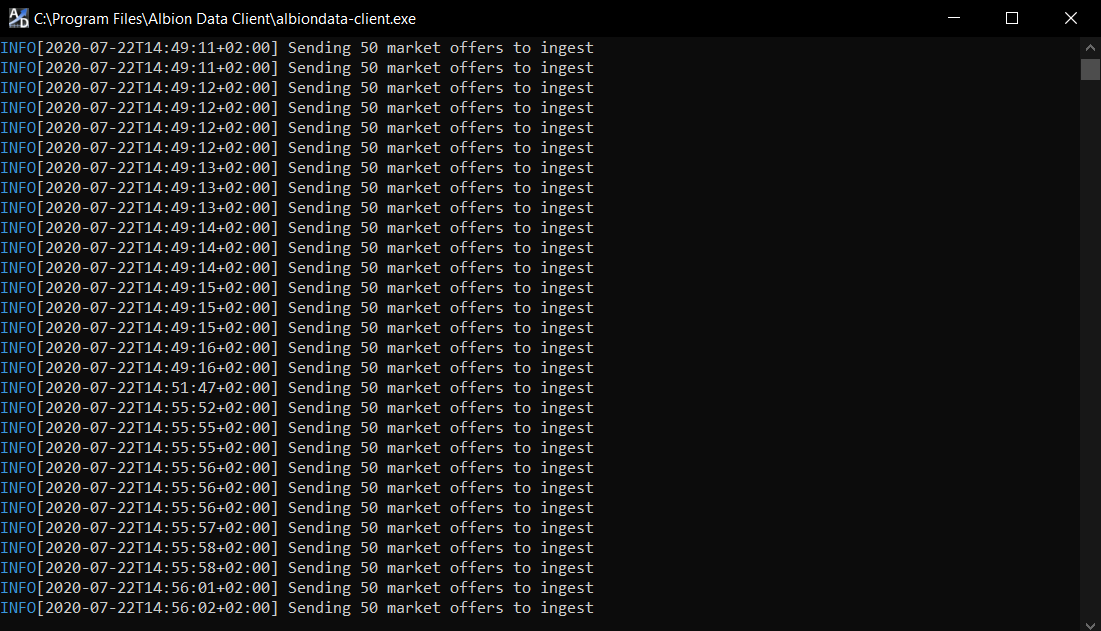 C:\Program Files\Albion Data Client\albiondata-client.exe
INFO[2020-07-22T14:49:11+02:00] Sending 50 market offers to ingest
INFO[2020-07-22T14:49:11+02:00] Sending 50 market offers to ingest
INFO[2020-07-22T14:49:12+02:00] Sending 50 market offers to ingest
INFO[2020-07-22T14:49:12+02:00] Sending 50 market offers to ingest
INFO[2020-07-22T14:49:12+02:00] Sending 50 market offers to ingest
INFO[2020-07-22T14:49:12+02:00] Sending 50 market offers to ingest
INFO[2020-07-22T14:49:13+02:00] Sending 50 market offers to ingest
INFO[2020-07-22T14:49:13+02:00] Sending 50 market offers to ingest
INFO[2020-07-22T14:49:13+02:00] Sending 50 market offers to ingest
INFO[2020-07-22T14:49:14+02:00] Sending 50 market offers to ingest
INFO[2020-07-22T14:49:14+02:00] Sending 50 market offers to ingest
INFO[2020-07-22T14:49:14+02:00] Sending 50 market offers to ingest
INFO[2020-07-22T14:49:15+02:00] Sending 50 market offers to ingest
INFO[2020-07-22T14:49:15+02:00] Sending 50 market offers to ingest
INFO[2020-07-22T14:49:15+02:00] Sending 50 market offers to ingest
INFO[2020-07-22T14:49:16+02:00] Sending 50 market offers to ingest
INFO[2020-07-22T14:49:16+02:00] Sending 50 market offers to ingest
INFO[2020-07-22T14:51:47+02:00] Sending 50 market offers to ingest
INFO[2020-07-22T14:55:52+02:00] Sending 50 market offers to ingest
INFO[2020-07-22T14:55:55+02:00] Sending 50 market offers to ingest
INFO[2020-07-22T14:55:55+02:00] Sending 50 market offers to ingest
INFO[2020-07-22T14:55:56+02:00] Sending 50 market offers to ingest
INFO[2020-07-22T14:55:56+02:00] Sending 50 market offers to ingest
INFO[2020-07-22T14:55:56+02:00] Sending 50 market offers to ingest
INFO[2020-07-22T14:55:57+02:00] Sending 50 market offers to ingest
INFO[2020-07-22T14:55:58+02:00] Sending 50 market offers to ingest
INFO[2020-07-22T14:55:58+02:00] Sending 50 market offers to ingest
INFO[2020-07-22T14:56:01+02:00] Sending 50 market offers to ingest
INFO[2020-07-22T14:56:02+02:00] Sending 50 market offers to ingest